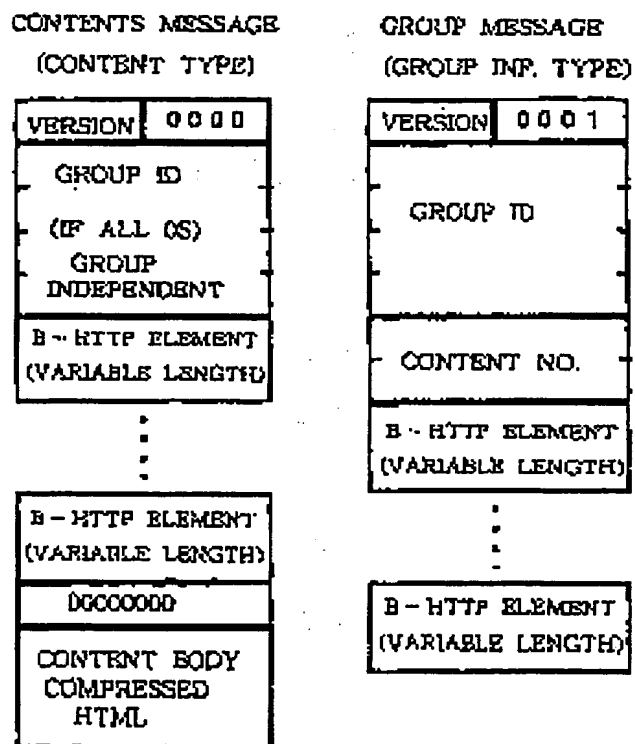 CONTENTS MESSAGE
(CONTENT TYPE)
VERSION 0000
GROUP ID
(IF ALL 0S)
GROUP
INDEPENDENT
B-HTTP ELEMENT
(VARIABLE LENGTH)
B-HTTP ELEMENT
(VARIABLE LENGTH)
00000000
CONTENT BODY
COMPRESSED
HTML
GROUP MESSAGE
(GROUP INF. TYPE)
VERSION 0001
GROUP ID
CONTENT NO.
B-HTTP ELEMENT
(VARIABLE LENGTH)
B-HTTP ELEMENT
(VARIABLE LENGTH)